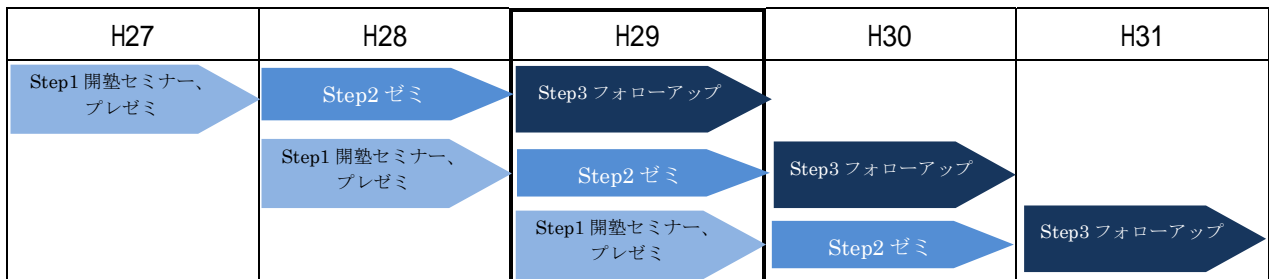 H27
H28
H29
H30
H31
Step1 開塾セミナー、
プレゼミ
Step2 ゼミ
Step3 フォローアップ
Step1 開塾セミナー、
プレゼミ
Step2 ゼミ
Step3 フォローアップ
Step1 開塾セミナー、
プレゼミ
Step2 ゼミ
Step3 フォローアップ